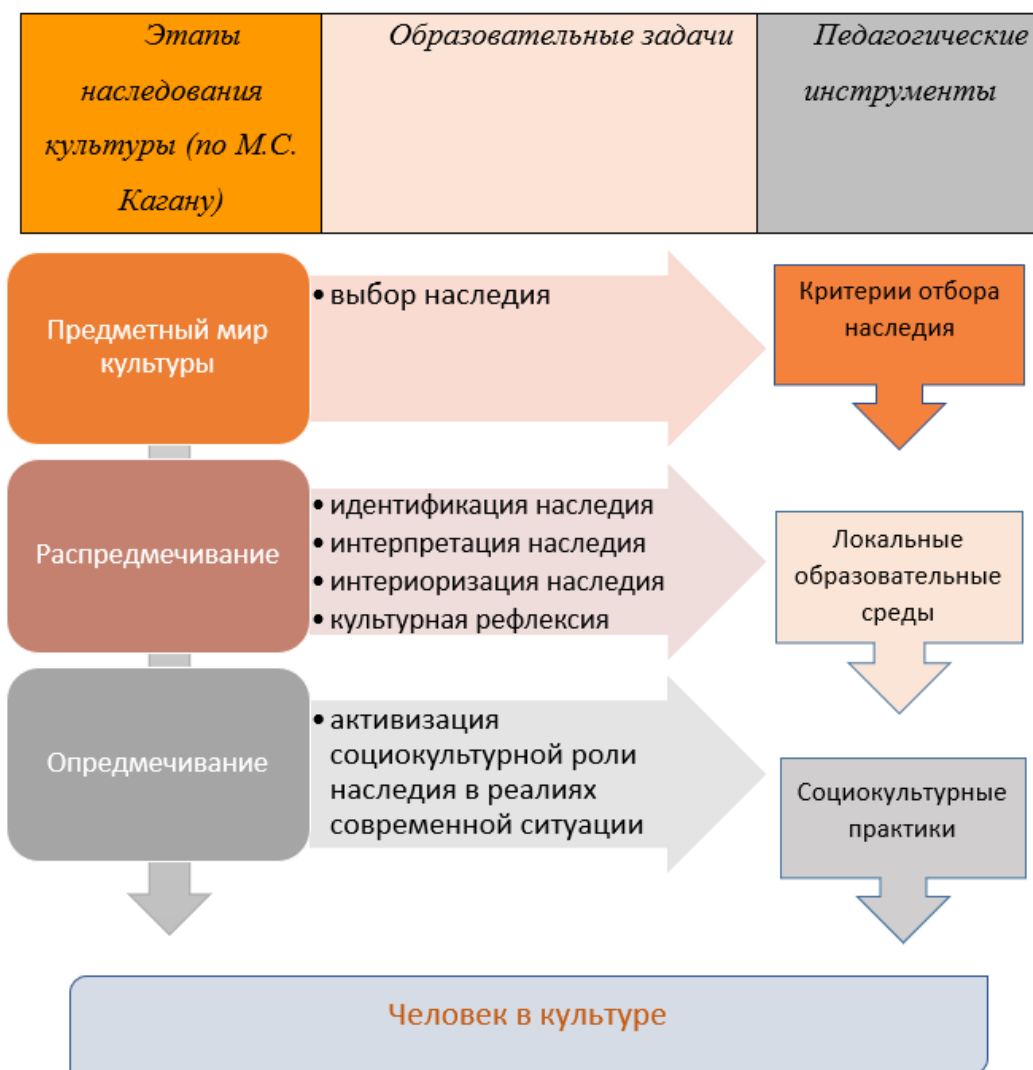 Этапы
наследования
культуры (по М.С.
Кагану)
Образовательные задачи
Педагогические
инструменты
Предметный мир
культуры
• выбор наследия
Критерии отбора
наследия
Распредмечивание
• идентификация наследия
• интерпретация наследия
• интериоризация наследия
• культурная рефлексия
Локальные
образовательные
среды
Опредмечивание
• активизация
социокультурной роли
наследия в реалиях
современной ситуации
Социокультурные
практики
Человек в культуре